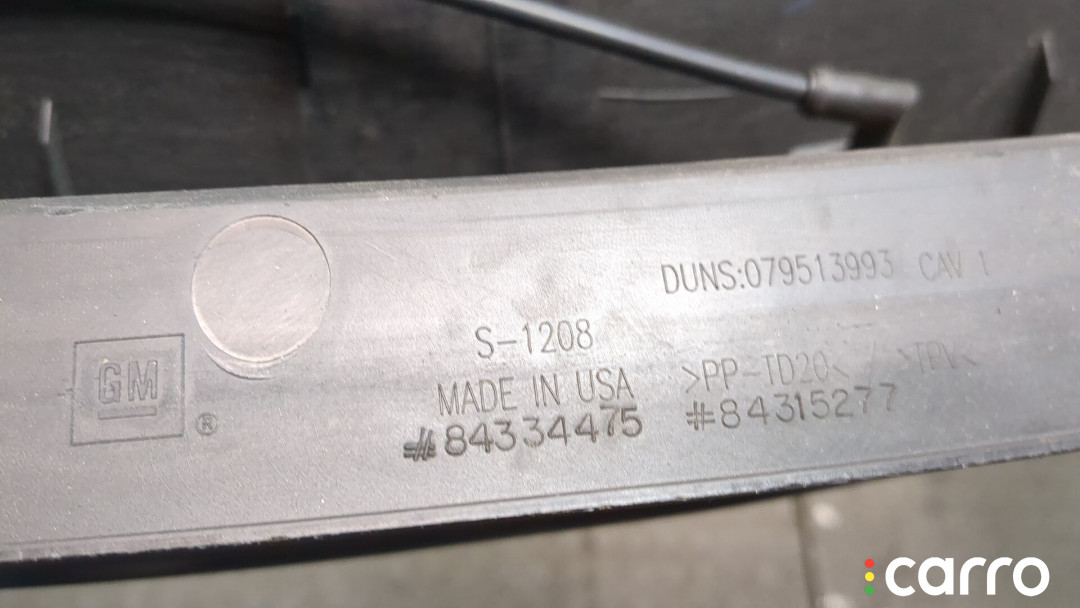 DUNS:079513993 CAV 1
S-1208
GM
®
MADE IN USA
>PP-TD20< / >TPV<
#84334475
#84315277
carro